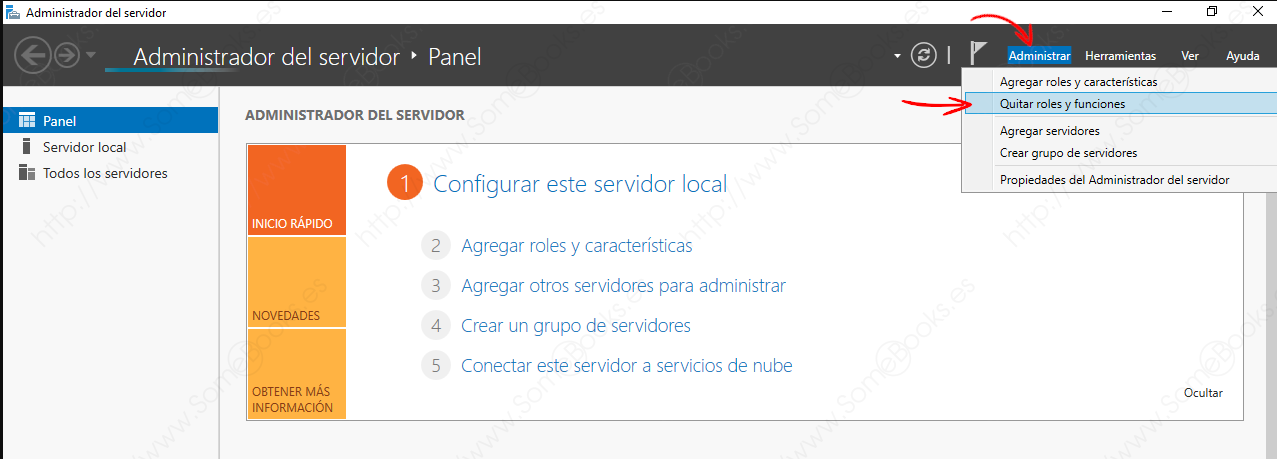 Administrador del servidor
Administrador del servidor
Panel
Administrar
Herramientas
Ver
Ayuda
Agregar roles y características
Quitar roles y funciones
Agregar servidores
Crear grupo de servidores
Propiedades del Administrador del servidor
Panel
Servidor local
Todos los servidores
ADMINISTRADOR DEL SERVIDOR
INICIO RÁPIDO
NOVEDADES
OBTENER MÁS
INFORMACIÓN
1 Configurar este servidor local
2 Agregar roles y características
3 Agregar otros servidores para administrar
4 Crear un grupo de servidores
5 Conectar este servidor a servicios de nube
Ocultar
http://www.SomeBooks.es